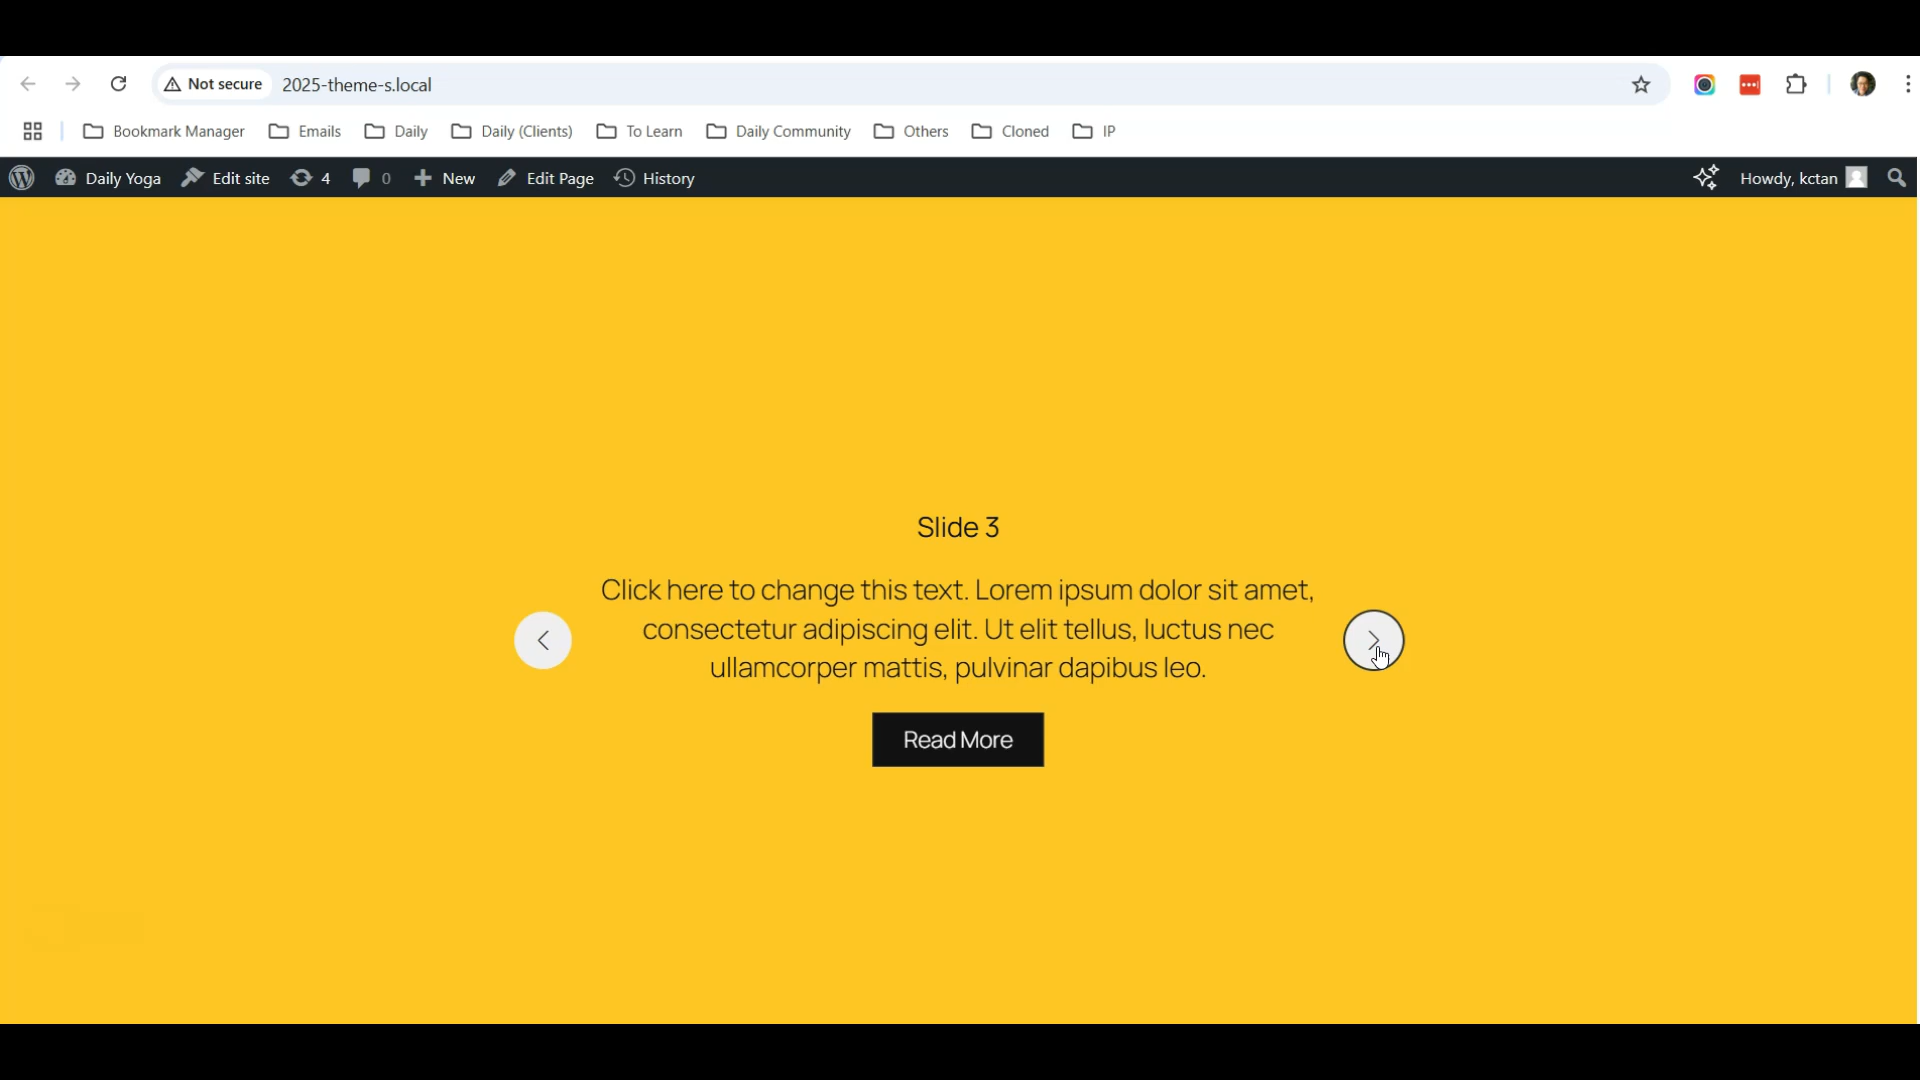 Not secure 2025-theme-s.local
Bookmark Manager Emails Daily Daily (Clients) To Learn Daily Community Others Cloned IP
Daily Yoga Edit site 4 0 New Edit Page History Howdy, kctan
Slide 3
Click here to change this text. Lorem ipsum dolor sit amet,
consectetur adipiscing elit. Ut elit tellus, luctus nec
ullamcorper mattis, pulvinar dapibus leo.
Read More